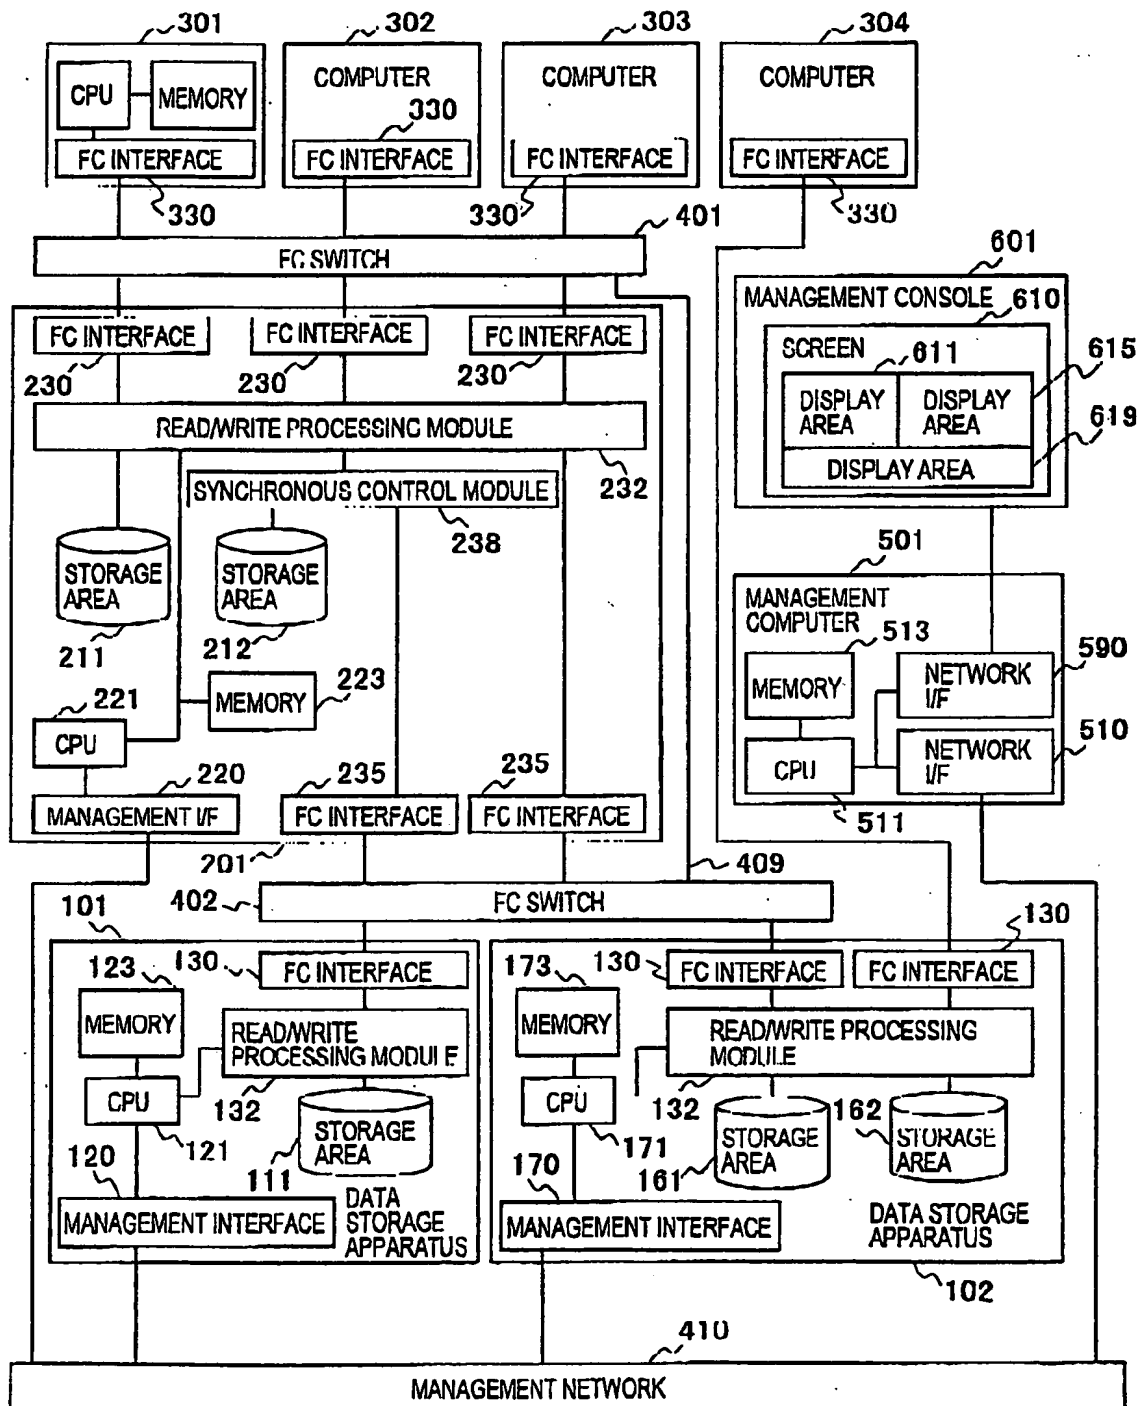 301
302
303
304
CPU
MEMORY
FC INTERFACE
330
COMPUTER
330
FC INTERFACE
COMPUTER
FC INTERFACE
330
COMPUTER
FC INTERFACE
330
401
FC SWITCH
FC INTERFACE
230
FC INTERFACE
230
FC INTERFACE
230
READ/WRITE PROCESSING MODULE
232
SYNCHRONOUS CONTROL MODULE
238
STORAGE
AREA
211
STORAGE
AREA
212
MEMORY
223
221
CPU
220
MANAGEMENT I/F
235
FC INTERFACE
235
FC INTERFACE
201
601
MANAGEMENT CONSOLE
610
SCREEN
611
615
DISPLAY
AREA
DISPLAY
AREA
619
DISPLAY AREA
501
MANAGEMENT
COMPUTER
513
MEMORY
590
NETWORK
I/F
510
NETWORK
I/F
CPU
511
409
402
FC SWITCH
101
123
130
FC INTERFACE
MEMORY
READ/WRITE
PROCESSING MODULE
CPU
132
121
STORAGE
AREA
111
120
MANAGEMENT INTERFACE
DATA
STORAGE
APPARATUS
173
130
FC INTERFACE
130
FC INTERFACE
MEMORY
READ/WRITE PROCESSING
MODULE
CPU
132
171
STORAGE
AREA
161
162
STORAGE
AREA
170
MANAGEMENT INTERFACE
DATA STORAGE
APPARATUS
102
410
MANAGEMENT NETWORK